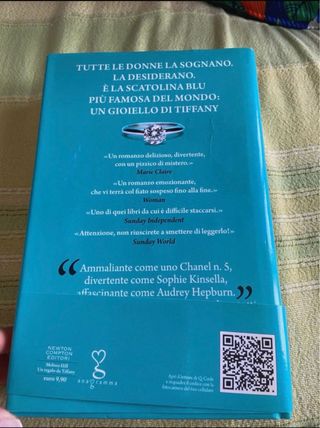 TUTTE LE DONNE LA SOGNANO.
LA DESIDERANO.
È LA SCATOLINA BLU
PIÙ FAMOSA DEL MONDO:
UN GIOIELLO DI TIFFANY
«Un romanzo delizioso, divertente,
con un pizzico di mistero.»
Marie Claire
«Un romanzo emozionante,
che vi terrà col fiato sospeso fino alla fine.»
Woman
«Uno di quei libri da cui è difficile staccarsi.»
Sunday Independent
«Attenzione, non riuscirete a smettere di leggerlo!»
Sunday World
“Ammaliante come uno Chanel n. 5,
divertente come Sophie Kinsella,
affascinante come Audrey Hepburn.”
NEWTON
COMPTON
EDITORI
Melissa Hill
Un regalo da Tiffany
euro 9,90
anagramma